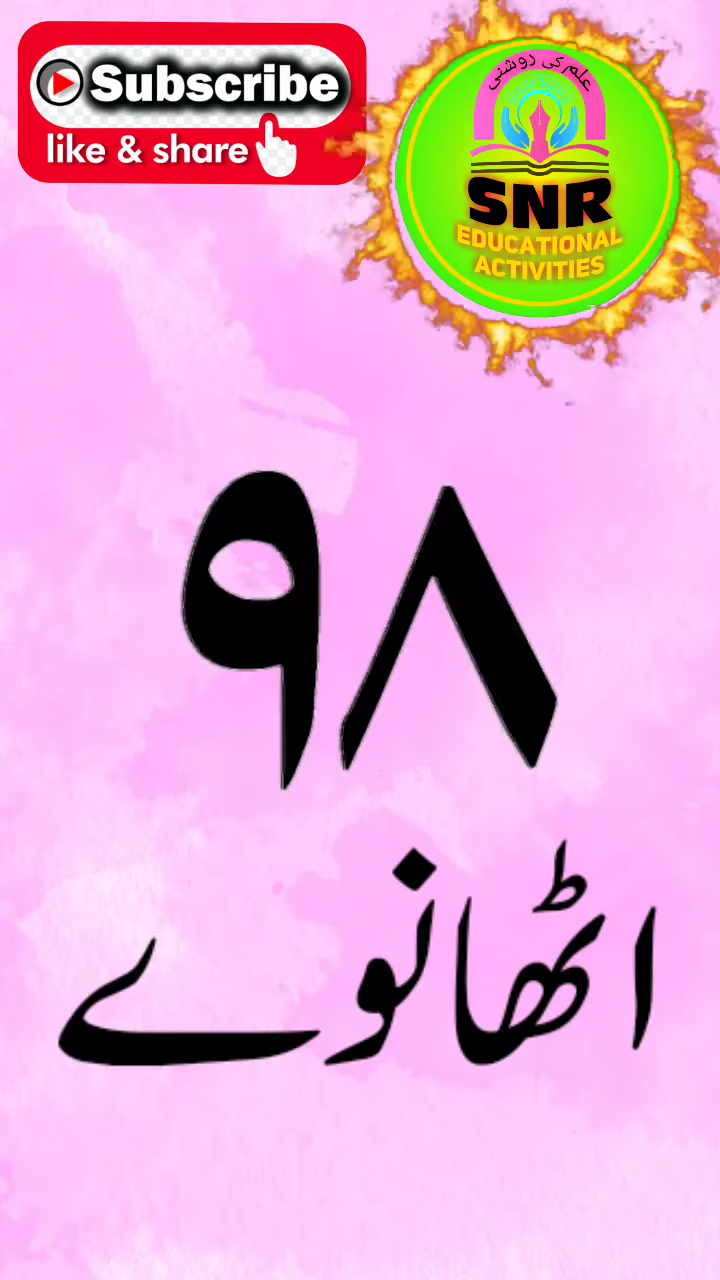 Subscribe
like & share
علم کی روشنی
SNR
EDUCATIONAL
ACTIVITIES
۹۸
اٹھانوے